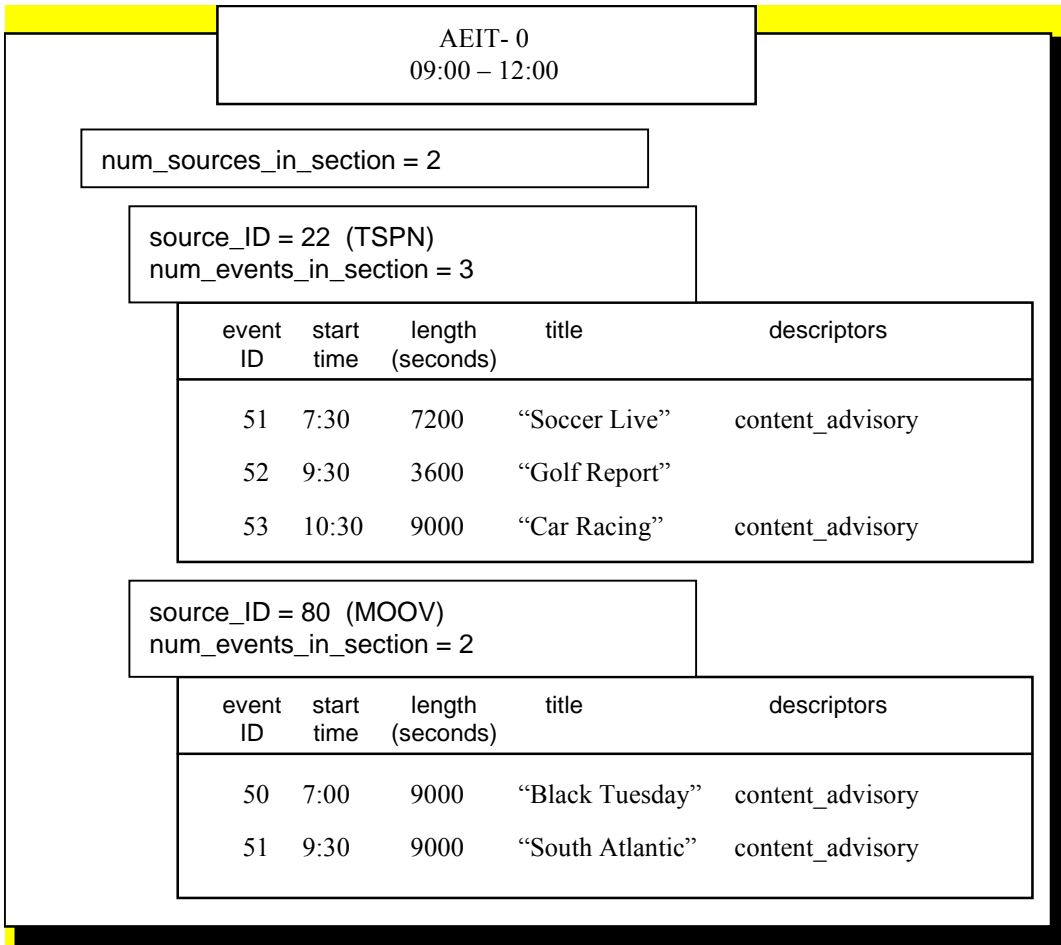 AEIT- 0
09:00 – 12:00
num_sources_in_section = 2
source_ID = 22 (TSPN)
num_events_in_section = 3
event start length title descriptors
ID time (seconds)
51 7:30 7200 “Soccer Live” content_advisory
52 9:30 3600 “Golf Report”
53 10:30 9000 “Car Racing” content_advisory
source_ID = 80 (MOOV)
num_events_in_section = 2
event start length title descriptors
ID time (seconds)
50 7:00 9000 “Black Tuesday” content_advisory
51 9:30 9000 “South Atlantic” content_advisory